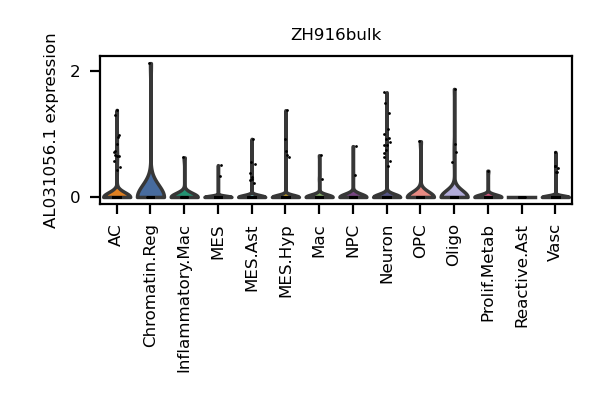 ZH916bulk
AL031056.1 expression
2
0
AC
Chromatin.Reg
Inflammatory.Mac
MES
MES.Ast
MES.Hyp
Mac
NPC
Neuron
OPC
Oligo
Prolif.Metab
Reactive.Ast
Vasc